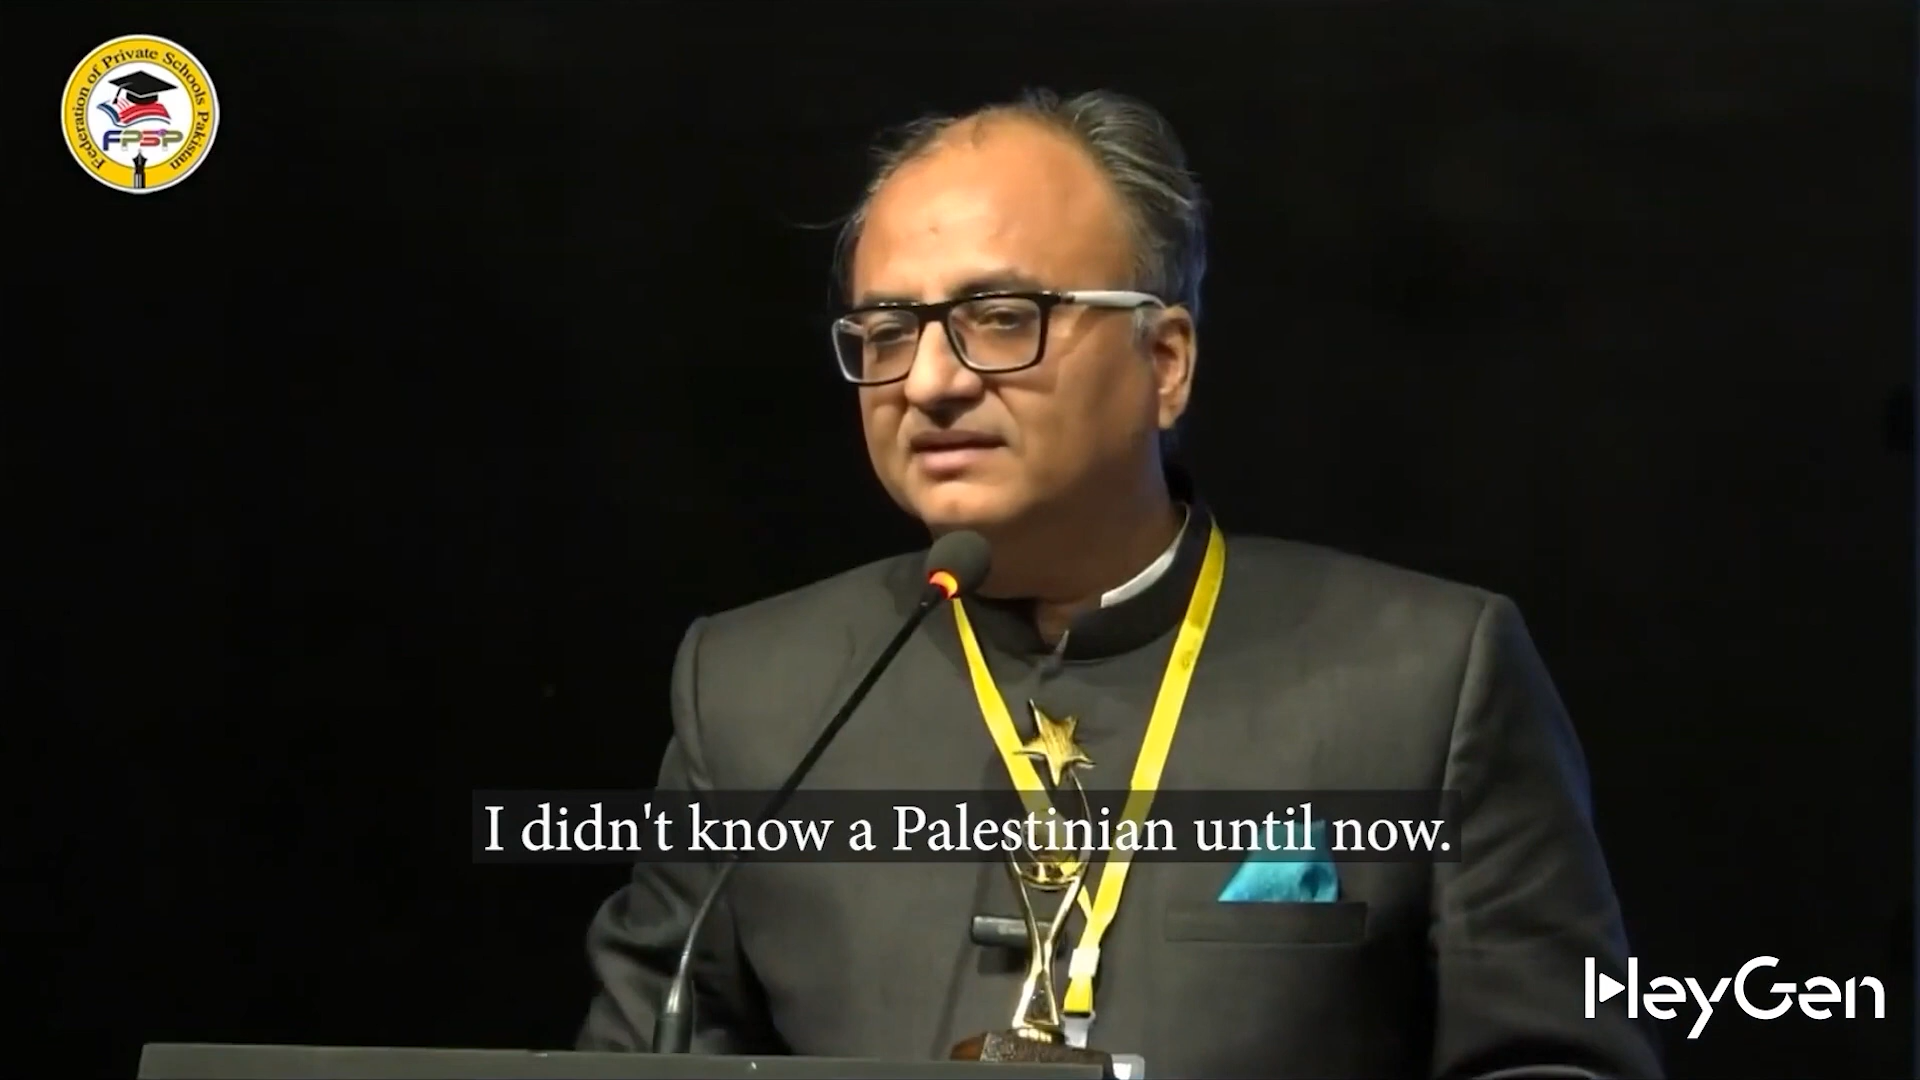 Federation of Private Schools Pakistan
FPSP
I didn't know a Palestinian until now.
HeyGen